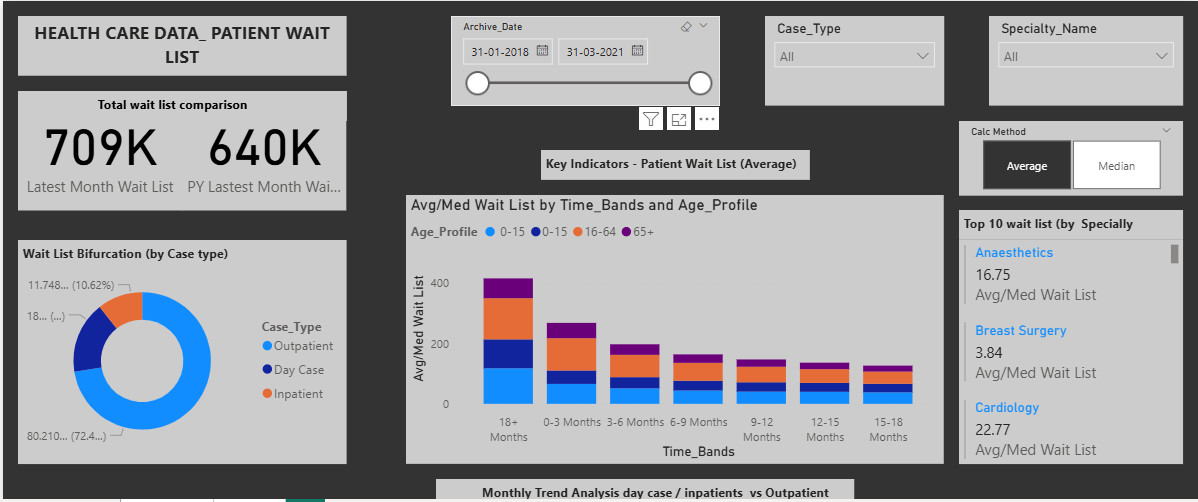 HEALTH CARE DATA_ PATIENT WAIT
LIST
Total wait list comparison
709K
640K
Latest Month Wait List
PY Lastest Month Wai...
Wait List Bifurcation (by Case type)
11.748... (10.62%)
18... (...)
80.210... (72.4...)
Case_Type
Outpatient
Day Case
Inpatient
Archive_Date
31-01-2018
31-03-2021
Case_Type
All
Specialty_Name
All
Calc Method
Average
Median
Key Indicators - Patient Wait List (Average)
Avg/Med Wait List by Time_Bands and Age_Profile
Age_Profile
0-15
0-15
16-64
65+
Avg/Med Wait List
400
200
0
18+
Months
0-3 Months
3-6 Months
6-9 Months
9-12
Months
12-15
Months
15-18
Months
Time_Bands
Top 10 wait list (by Specially
Anaesthetics
16.75
Avg/Med Wait List
Breast Surgery
3.84
Avg/Med Wait List
Cardiology
22.77
Avg/Med Wait List
Monthly Trend Analysis day case / inpatients vs Outpatient